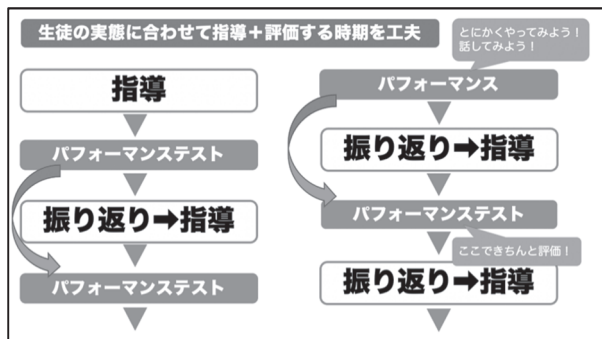 生徒の実態に合わせて指導＋評価する時期を工夫
指導
パフォーマンステスト
振り返り➡指導
パフォーマンステスト
とにかくやってみよう！
話してみよう！
パフォーマンス
振り返り➡指導
パフォーマンステスト
ここできちんと評価！
振り返り➡指導